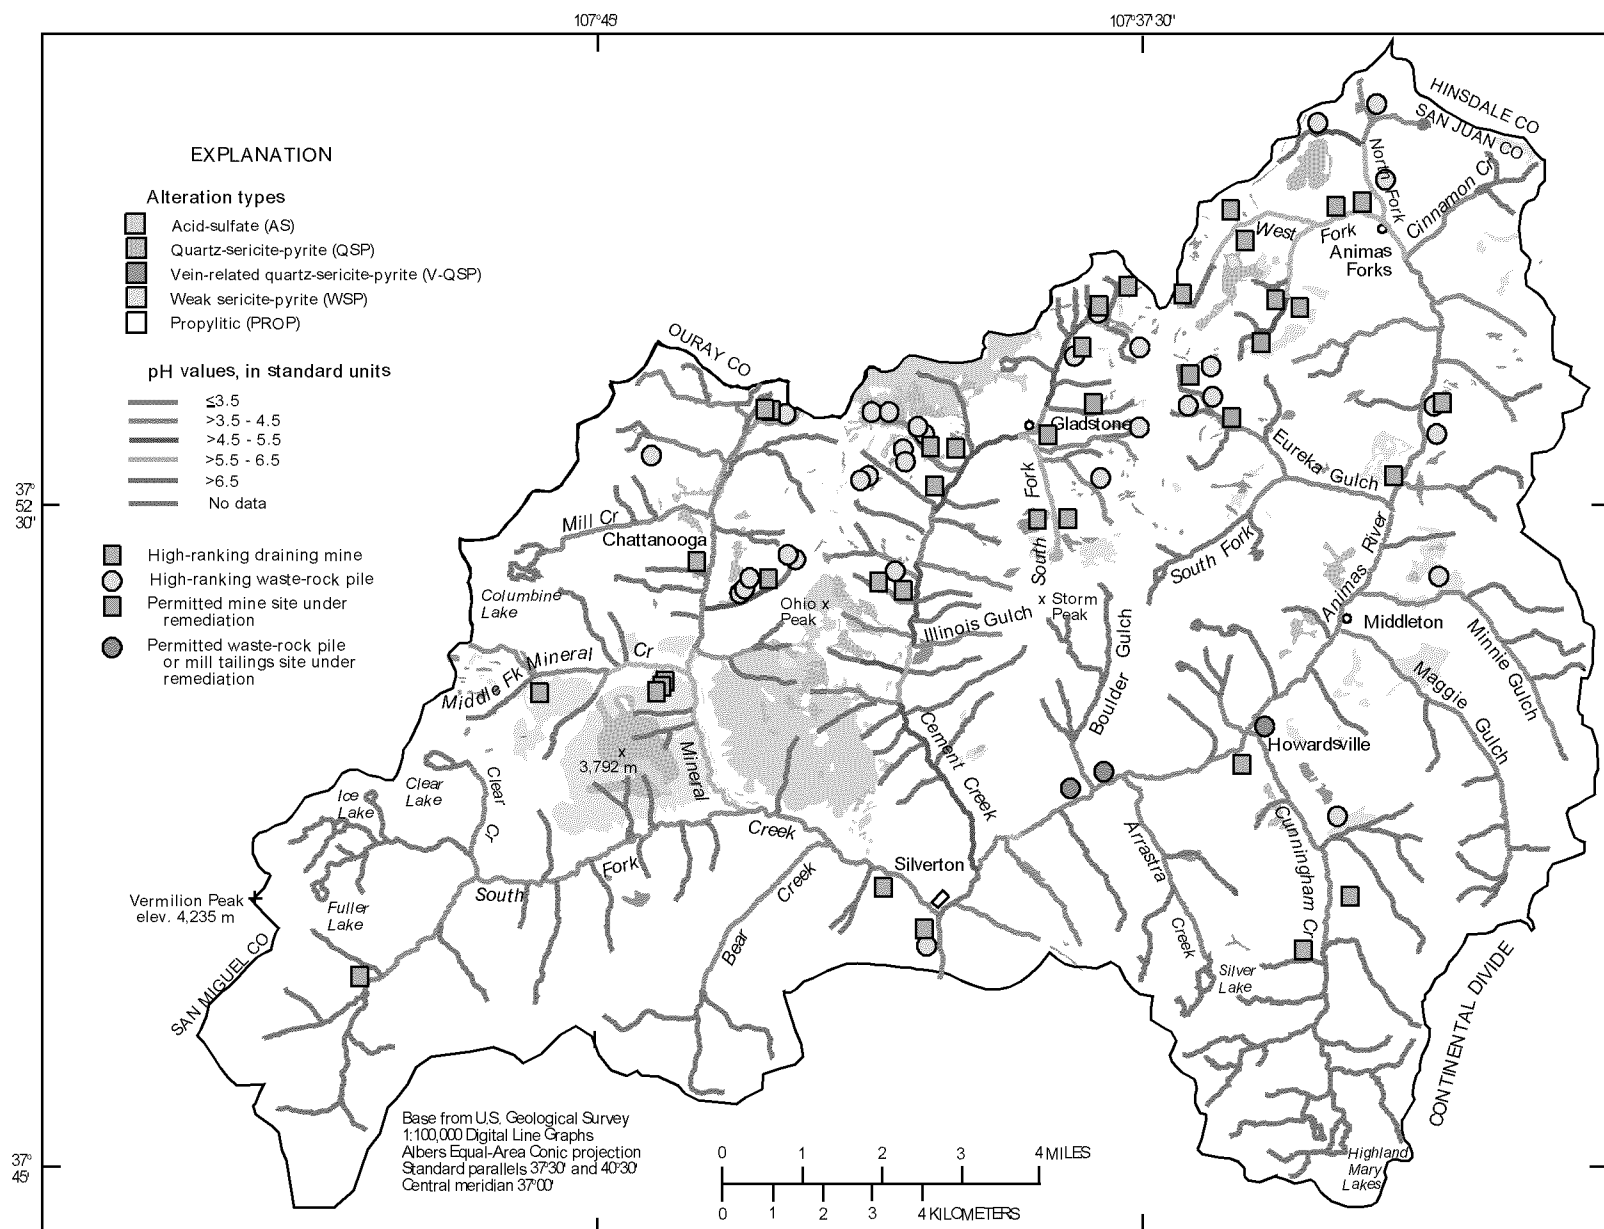 107°45'
107°37'30"
HINSDALE CO
SAN JUAN CO
EXPLANATION
Alteration types
Acid-sulfate (AS)
Quartz-sericite-pyrite (QSP)
Vein-related quartz-sericite-pyrite (V-QSP)
Weak sericite-pyrite (WSP)
Propylitic (PROP)
pH values, in standard units
≤3.5
>3.5 - 4.5
>4.5 - 5.5
>5.5 - 6.5
>6.5
No data
High-ranking draining mine
High-ranking waste-rock pile
Permitted mine site under
remediation
Permitted waste-rock pile
or mill tailings site under
remediation
North Fork
Cinnamon Cr
West Fork
Animas
Forks
OURAY CO
Gladstone
Eureka Gulch
37°
52'
30"
Mill Cr
Chattanooga
South Fork
South Fork
Animas River
Columbine
Lake
Ohio x
Peak
x Storm
Peak
Illinois Gulch
Boulder Gulch
Middleton
Minnie Gulch
Maggie Gulch
Middle Fk Mineral Cr
Cement Creek
Howardsville
x
3,792 m
Mineral Creek
Clear
Lake
Clear Cr
Ice
Lake
Arrastra Creek
Cunningham Cr
Silverton
South Fork
Bear Creek
Vermilion Peak
elev. 4,235 m
Fuller
Lake
SAN MIGUEL CO
Silver
Lake
CONTINENTAL DIVIDE
Base from U.S. Geological Survey
1:100,000 Digital Line Graphs
Albers Equal-Area Conic projection
Standard parallels 37°30' and 40°30'
Central meridian 37°00'
0 1 2 3 4 MILES
0 1 2 3 4 KILOMETERS
Highland
Mary
Lakes
37°
45'